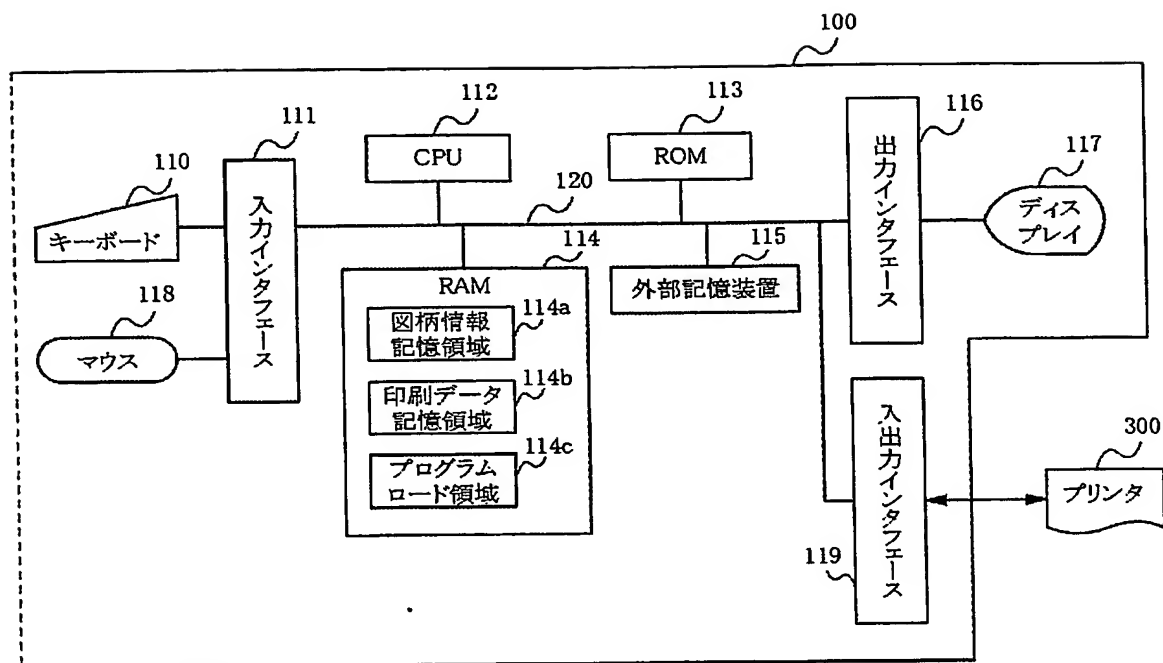 100
112
113
116
111
CPU
ROM
117
110
120
出力インタフェース
ディス
プレイ
キーボード
入力インタフェース
114
115
RAM
外部記憶装置
118
図柄情報
記憶領域
114a
マウス
印刷データ
記憶領域
114b
プログラム
ロード領域
114c
入出力インタフェース
300
プリンタ
119